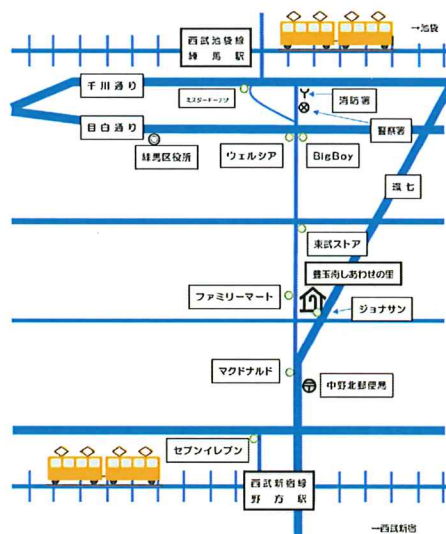 西武池袋線
練馬駅
→池袋
千川通り
ミスタードーナツ
消防署
目白通り
警察署
練馬区役所
ウェルシア
BigBoy
環七
東武ストア
豊玉南しあわせの里
ファミリーマート
ジョナサン
マクドナルド
中野北郵便局
セブンイレブン
西武新宿線
野方駅
→西武新宿